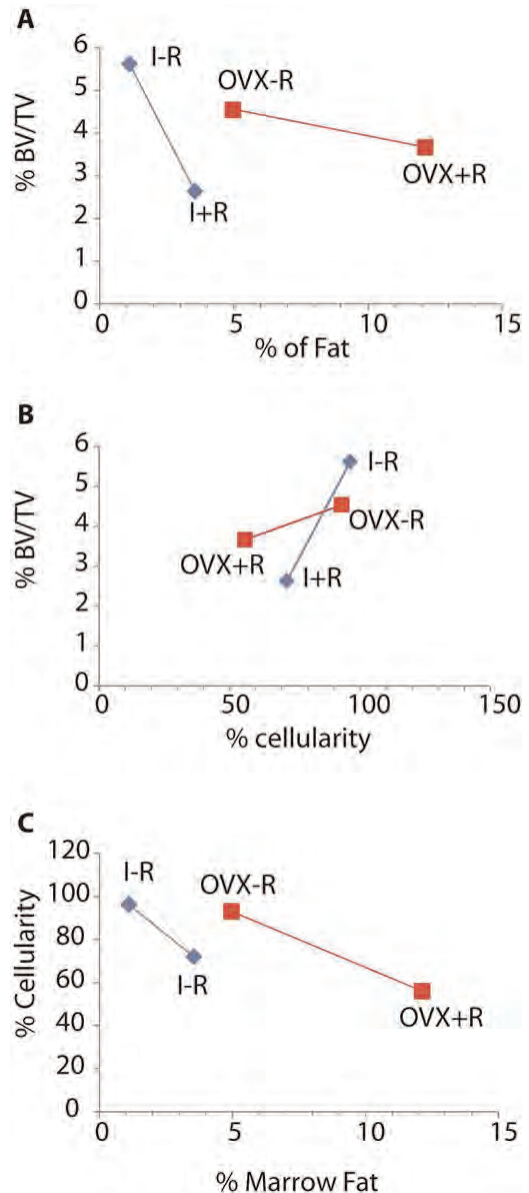 A
6
I-R
5
OVX-R
4
% BV/TV
3
OVX+R
2
I+R
1
0
0 5 10 15
% of Fat
B
6
I-R
5
OVX-R
4
% BV/TV
3
OVX+R
I+R
2
1
0
0 50 100 150
% cellularity
C
120
I-R
OVX-R
100
80
% Cellularity
I-R
60
OVX+R
40
20
0
0 5 10 15
% Marrow Fat